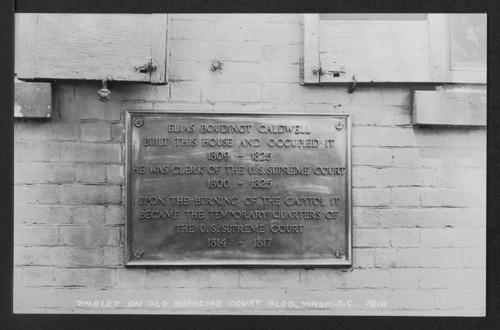 ELIAS BOUDINOT CALDWELL
BUILT THIS HOUSE AND OCCUPIED IT
1809 - 1825
HE WAS CLERK OF THE U.S. SUPREME COURT
1800 - 1825
UPON THE BURNING OF THE CAPITOL IT
BECAME THE TEMPORARY QUARTERS OF
THE U.S. SUPREME COURT
1814 - 1817
TABLET ON OLD SUPREME COURT BLDG, WASH. D.C.